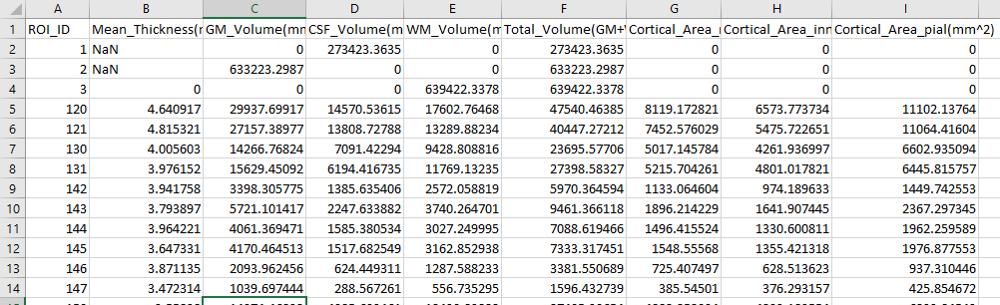 A B C D E F G H I
1 ROI_ID Mean_Thickness(r GM_Volume(mm CSF_Volume(m WM_Volume(m Total_Volume(GM+ Cortical_Area_ Cortical_Area_inn Cortical_Area_pial(mm^2)
2 1 NaN 0 273423.3635 0 273423.3635 0 0 0
3 2 NaN 633223.2987 0 0 633223.2987 0 0 0
4 3 0 0 0 639422.3378 639422.3378 0 0 0
5 120 4.640917 29937.69917 14570.53615 17602.76468 47540.46385 8119.172821 6573.773734 11102.13764
6 121 4.815321 27157.38977 13808.72788 13289.88234 40447.27212 7452.576029 5475.722651 11064.41604
7 130 4.005603 14266.76824 7091.42294 9428.808816 23695.57706 5017.145784 4261.936997 6602.935094
8 131 3.976152 15629.45092 6194.416735 11769.13235 27398.58327 5215.704261 4801.017821 6445.815757
9 142 3.941758 3398.305775 1385.635406 2572.058819 5970.364594 1133.064604 974.189633 1449.742553
10 143 3.793897 5721.101417 2247.633882 3740.264701 9461.366118 1896.214229 1641.907445 2367.297345
11 144 3.964221 4061.369471 1585.380534 3027.249995 7088.619466 1496.415524 1330.600811 1962.259589
12 145 3.647331 4170.464513 1517.682549 3162.852938 7333.317451 1548.55568 1355.421318 1976.877553
13 146 3.871135 2093.962456 624.449311 1287.588233 3381.550689 725.407497 628.513623 937.310446
14 147 3.472314 1039.697444 288.567261 556.735295 1596.432739 385.54501 376.293157 425.854672